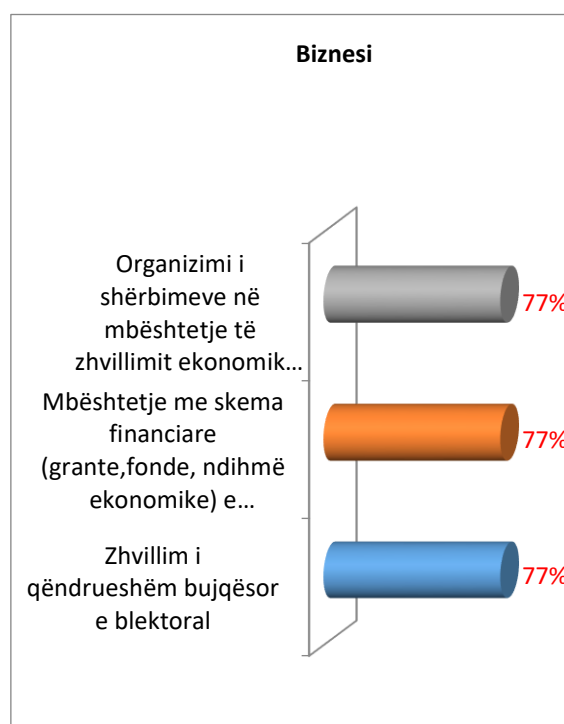 Biznesi
Organizimi i
shërbimeve në
mbështetje të
zhvillimit ekonomik...
77%
Mbështetje me skema
financiare
(grante,fonde, ndihmë
ekonomike) e...
77%
Zhvillim i
qëndrueshëm bujqësor
e blektoral
77%